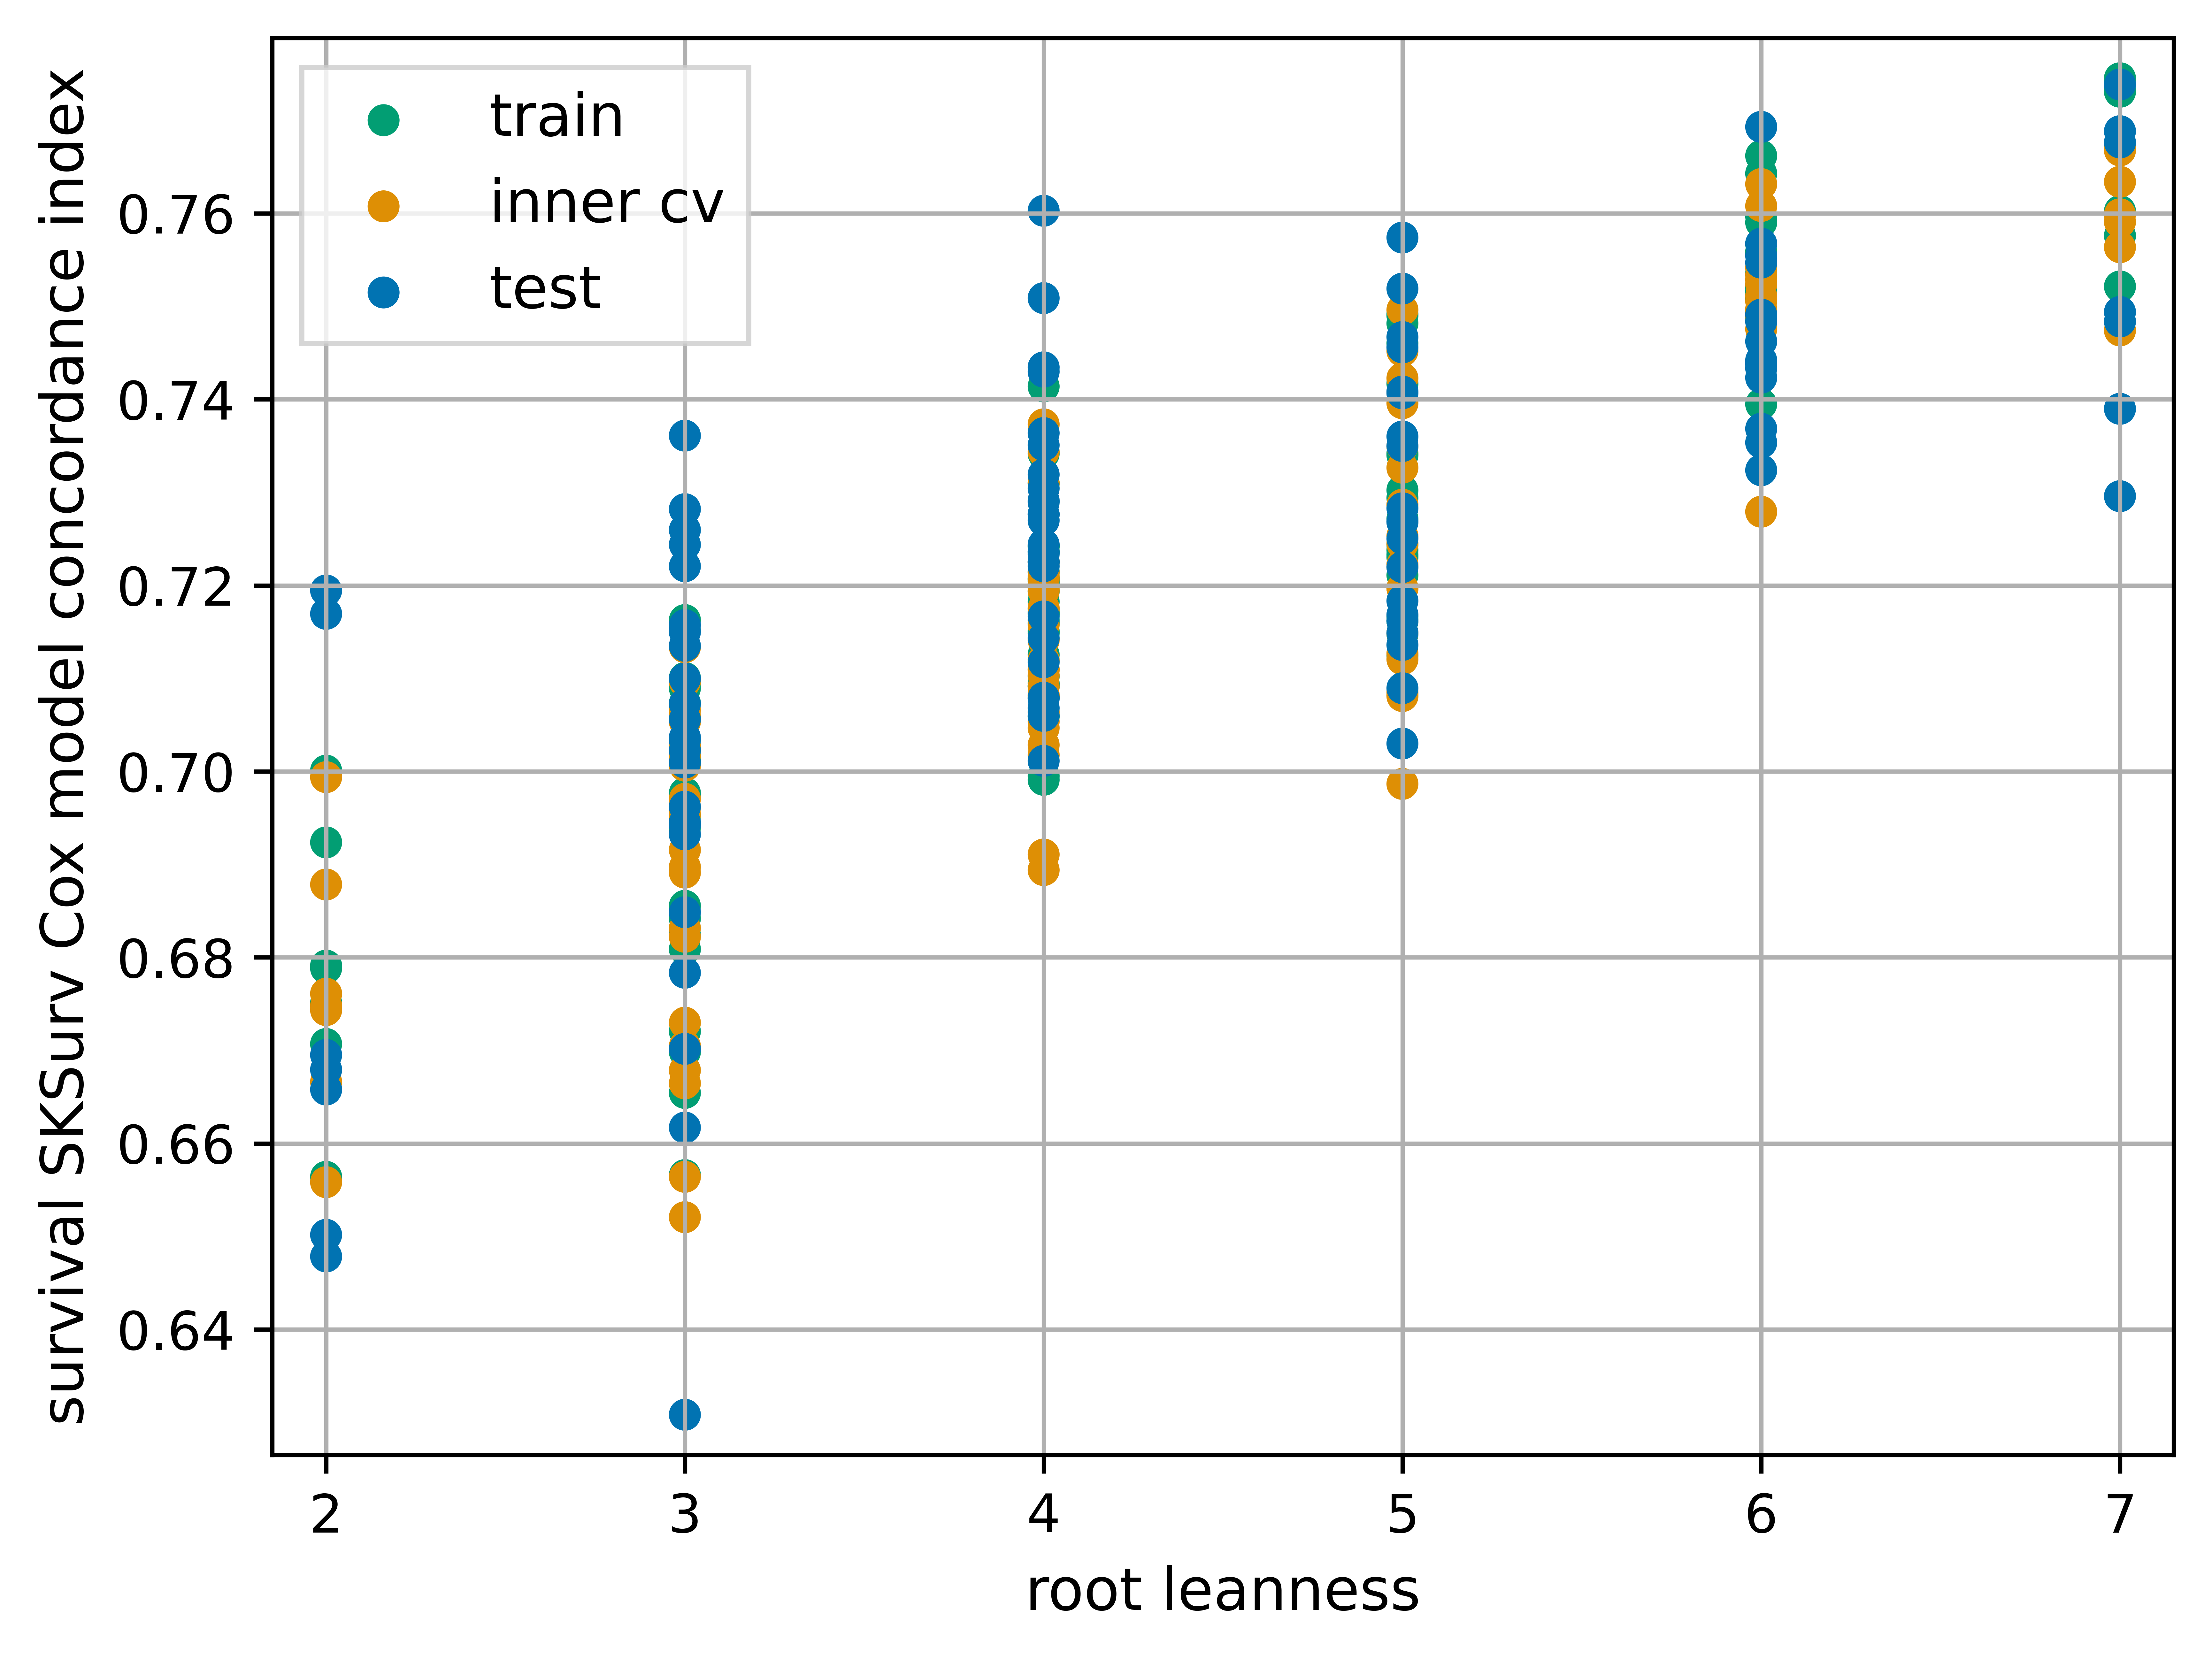 survival SKSurv Cox model concordance index
train
inner cv
test
0.76
0.74
0.72
0.70
0.68
0.66
0.64
2 3 4 5 6 7
root leanness